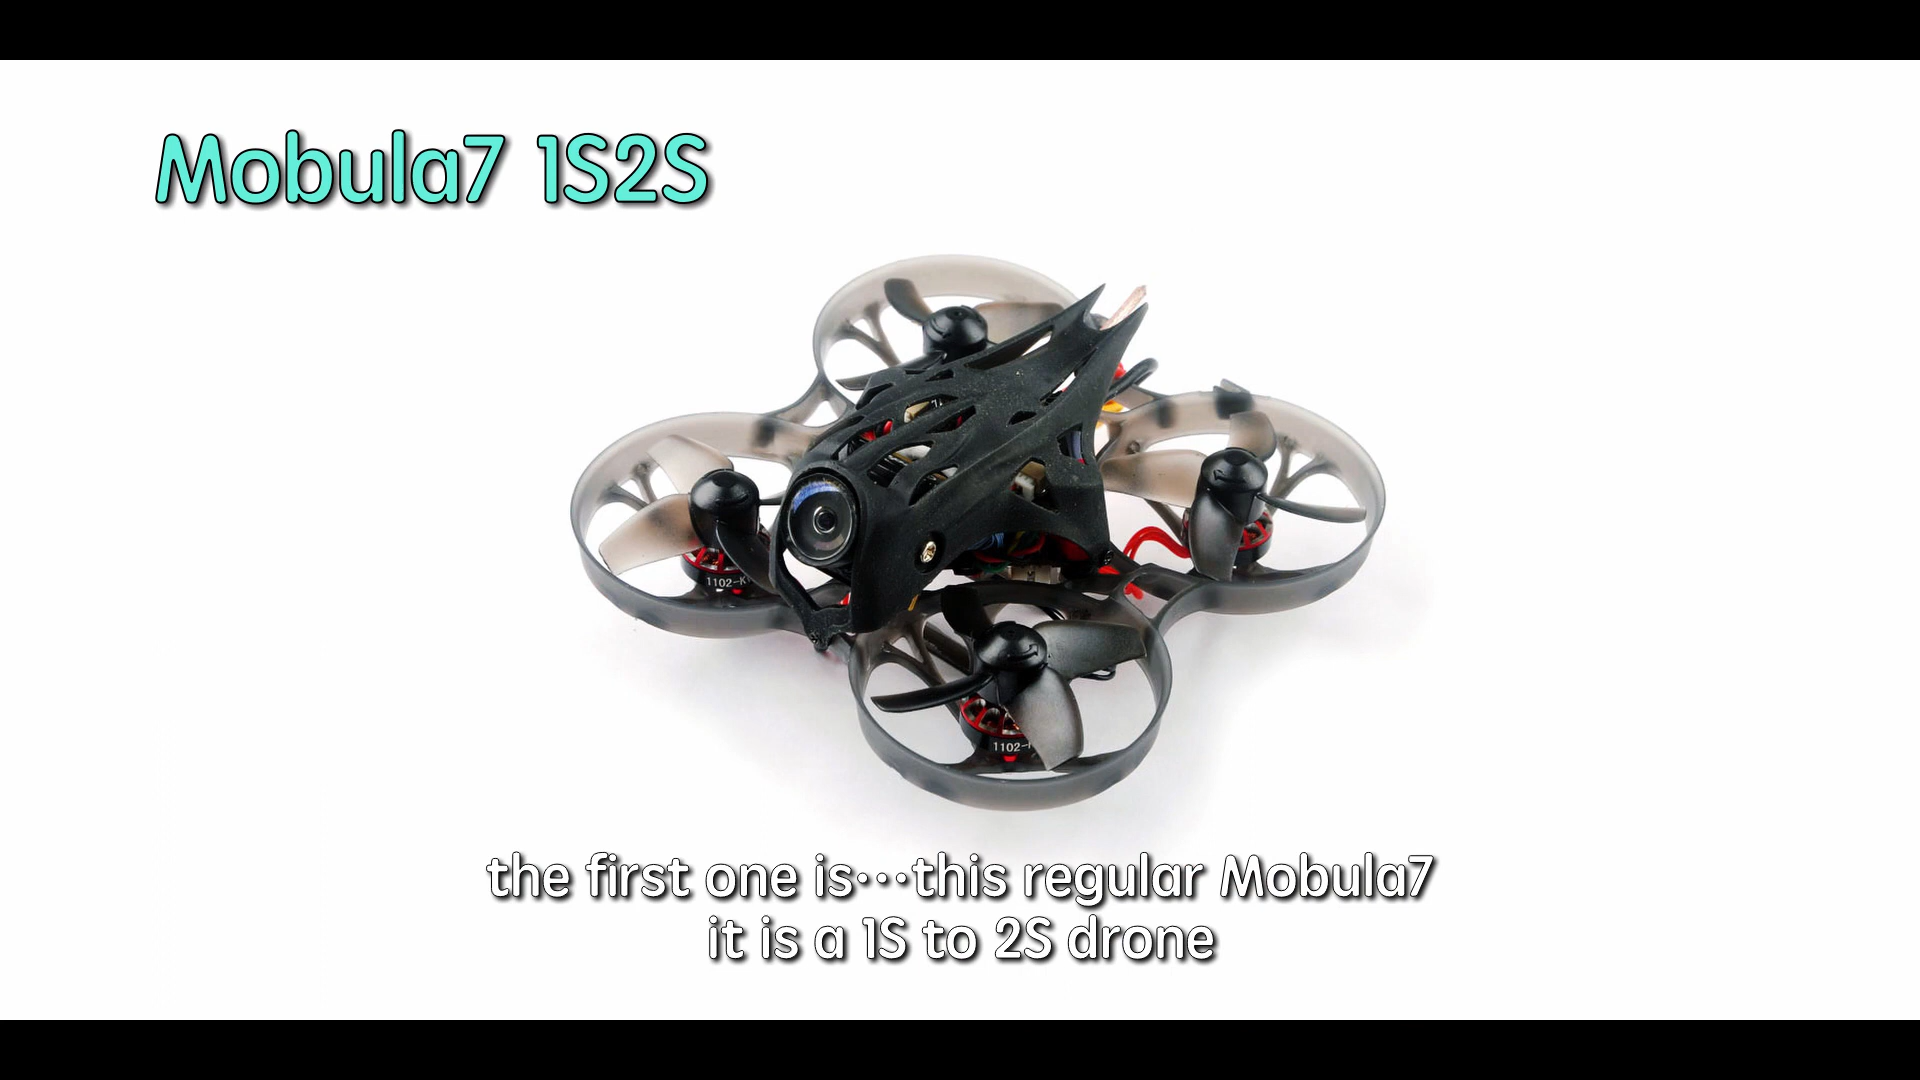 Mobula7 1S2S
1102-K
1102-
the first one is···this regular Mobula7
it is a 1S to 2S drone